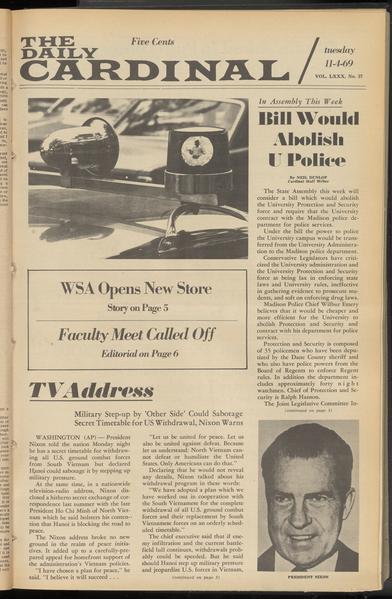 THE
DAILY
CARDINAL
Five Cents
tuesday
11-4-69
VOL. LXXX, No. 37
In Assembly This Week
Bill Would
Abolish
U Police
By NEIL DUNLOP
Cardinal Staff Writer
The State Assembly this week will
consider a bill which would abolish
the University Protection and Security
force and require that the University
contract with the Madison police de-
partment for police services.
Under the bill the power to police
the University campus would be trans-
ferred from the University Administra-
tion to the Madison police department.
Conservative Legislators have criti-
cized the University administration and
the University Protection and Security
force as being lax in enforcing state
laws and University rules, ineffective
in gathering evidence to prosecute stu-
dents, and soft on enforcing drug laws.
Madison Police Chief Wilbur Emery
believes that it would be cheaper and
more efficient for the University to
abolish Protection and Security and
contract with his department for police
services.
Protection and Security is composed
of 35 policemen who have been depu-
tized by the Dane County sheriff and
who also have police powers from the
Board of Regents to enforce Regent
rules. In addition the department in-
cludes approximately forty night
watchmen. Chief of Protection and Sec-
urity is Ralph Hanson.
The Joint Legislative Committee In-
(continued on page 3)
WSA Opens New Store
Story on Page 5
Faculty Meet Called Off
Editorial on Page 6
TV Address
Military Step-up by 'Other Side' Could Sabotage
Secret Timetable for US Withdrawal, Nixon Warns
WASHINGTON (AP) — President
Nixon told the nation Monday night
he has a secret timetable for withdraw-
ing all U.S. ground combat forces
from South Vietnam but declared
Hanoi could sabotage it by stepping up
military pressure.
At the same time, in a nationwide
television-radio address, Nixon dis-
closed a hitherto secret exchange of cor-
respondence last August with the late
President Ho Chi Minh of North Viet-
nam which he said bolsters his conten-
tion that Hanoi is blocking the road to
peace.
The Nixon address broke no new
ground in the realm of peace initia-
tives. It added up to a carefully-pre-
pared appeal for homefront support of
the administration's Vietnam policies.
"I have chosen a plan for peace," he
said. "I believe it will succeed . . .
"Let us be united for peace. Let us
also be united against defeat. Because
let us understand: North Vietnam can-
not defeat or humiliate the United
States. Only Americans can do that."
Declaring that he would not reveal
any details, Nixon talked about his
withdrawal program in these words:
"We have adopted a plan which we
have worked out in cooperation with
the South Vietnamese for the complete
withdrawal of all U.S. ground combat
forces and their replacement by South
Vietnamese forces on an orderly sched-
uled timetable."
The chief executive said that if ene-
my infiltration and the current battle-
field lull continues, withdrawals prob-
ably could be speeded. But he said
should Hanoi step up military pressure
and jeopardize U.S. forces in Vietnam,
(continued on page 3)
PRESIDENT NIXON